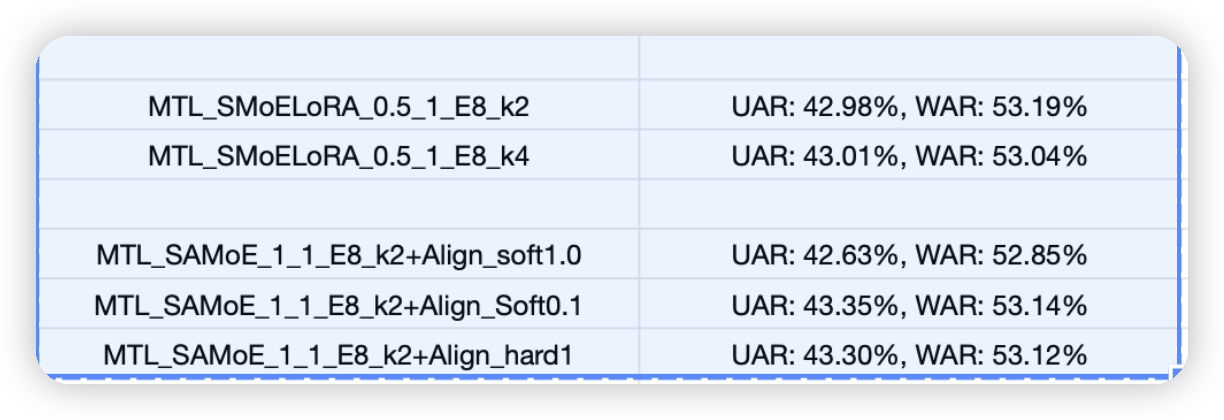 MTL_SMoELoRA_0.5_1_E8_k2 UAR: 42.98%, WAR: 53.19%
MTL_SMoELoRA_0.5_1_E8_k4 UAR: 43.01%, WAR: 53.04%
MTL_SAMoE_1_1_E8_k2+Align_soft1.0 UAR: 42.63%, WAR: 52.85%
MTL_SAMoE_1_1_E8_k2+Align_Soft0.1 UAR: 43.35%, WAR: 53.14%
MTL_SAMoE_1_1_E8_k2+Align_hard1 UAR: 43.30%, WAR: 53.12%